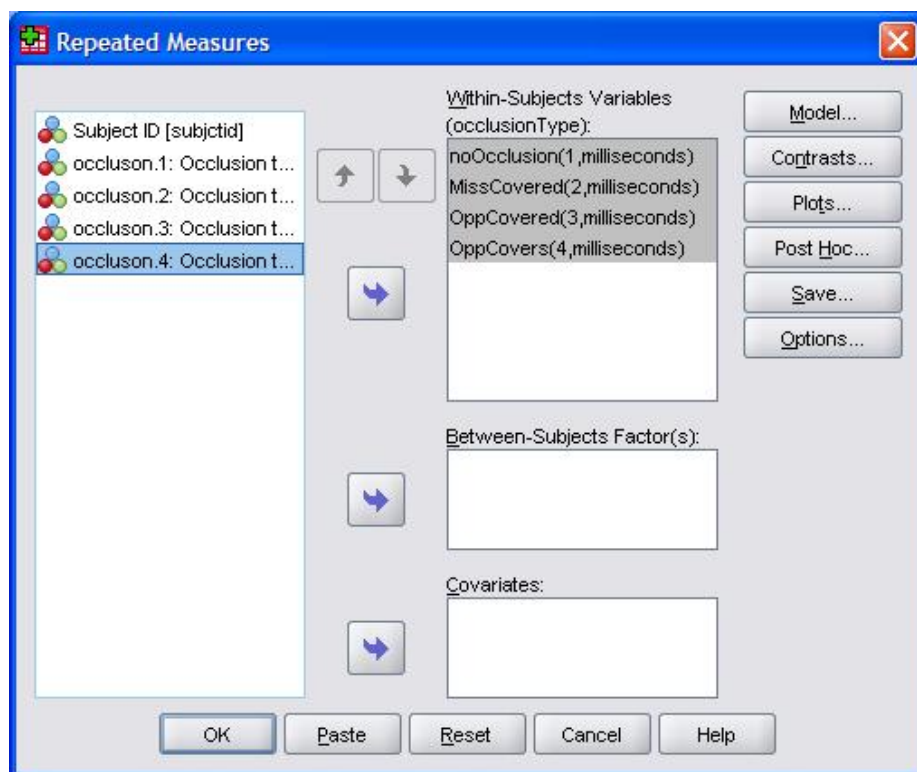 Repeated Measures
Subject ID [subjctid]
occluson.1: Occlusion t...
occluson.2: Occlusion t...
occluson.3: Occlusion t...
occluson.4: Occlusion t...
Within-Subjects Variables
(occlusionType):
noOcclusion(1,milliseconds)
MissCovered(2,milliseconds)
OppCovered(3,milliseconds)
OppCovers(4,milliseconds)
Between-Subjects Factor(s):
Covariates:
Model...
Contrasts...
Plots...
Post Hoc...
Save...
Options...
OK Paste Reset Cancel Help